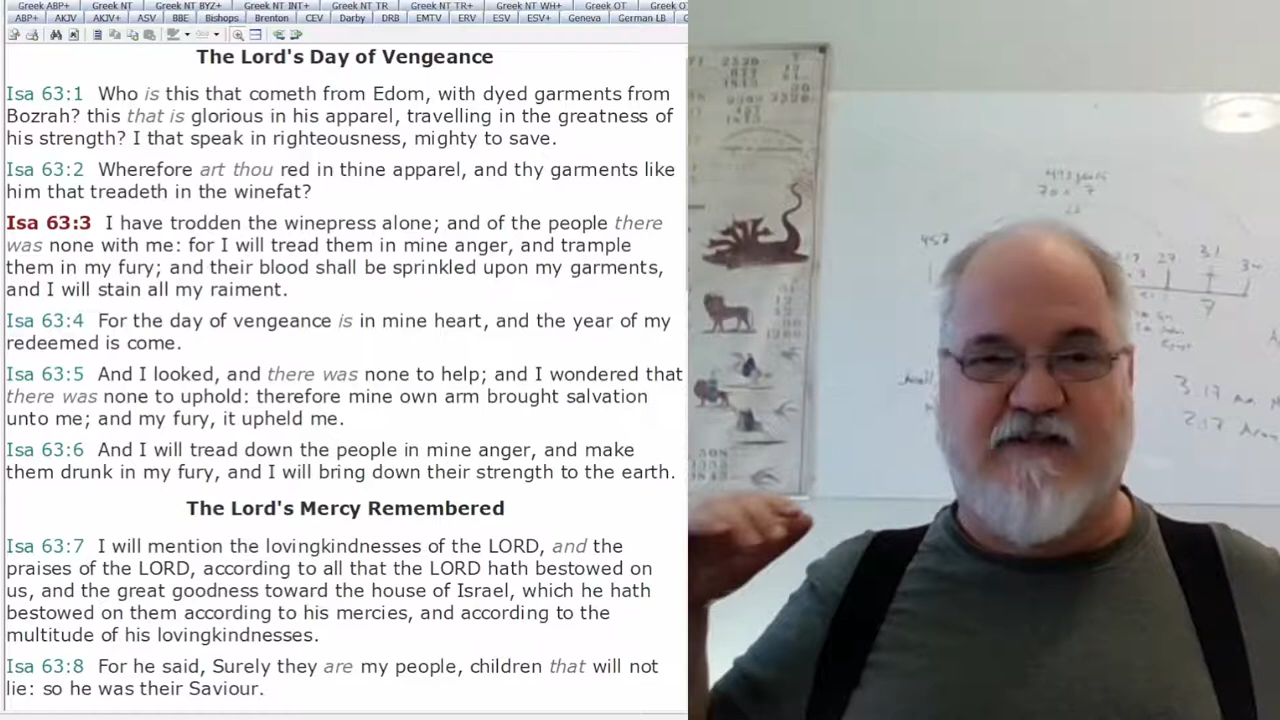 Greek ABP+ Greek NT Greek NT BYZ+ Greek NT INT+ Greek NT TR Greek NT TR+ Greek NT WH+ Greek OT Greek O
ABP+ AKJV AKJV+ ASV BBE Bishops Brenton CEV Darby DRB EMTV ERV ESV ESV+ Geneva German LB
The Lord's Day of Vengeance
Isa 63:1 Who is this that cometh from Edom, with dyed garments from
Bozrah? this that is glorious in his apparel, travelling in the greatness of
his strength? I that speak in righteousness, mighty to save.
Isa 63:2 Wherefore art thou red in thine apparel, and thy garments like
him that treadeth in the winefat?
Isa 63:3 I have trodden the winepress alone; and of the people there
was none with me: for I will tread them in mine anger, and trample
them in my fury; and their blood shall be sprinkled upon my garments,
and I will stain all my raiment.
Isa 63:4 For the day of vengeance is in mine heart, and the year of my
redeemed is come.
Isa 63:5 And I looked, and there was none to help; and I wondered that
there was none to uphold: therefore mine own arm brought salvation
unto me; and my fury, it upheld me.
Isa 63:6 And I will tread down the people in mine anger, and make
them drunk in my fury, and I will bring down their strength to the earth.
The Lord's Mercy Remembered
Isa 63:7 I will mention the lovingkindnesses of the LORD, and the
praises of the LORD, according to all that the LORD hath bestowed on
us, and the great goodness toward the house of Israel, which he hath
bestowed on them according to his mercies, and according to the
multitude of his lovingkindnesses.
Isa 63:8 For he said, Surely they are my people, children that will not
lie: so he was their Saviour.
457
27
31